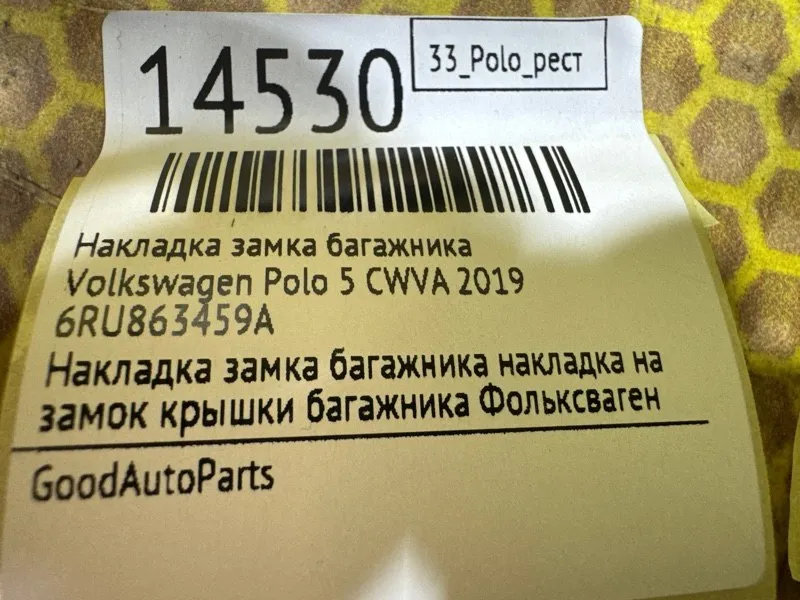 14530
33_Polo_рест
Накладка замка багажника
Volkswagen Polo 5 CWVA 2019
6RU863459A
Накладка замка багажника накладка на
замок крышки багажника Фольксваген
GoodAutoParts